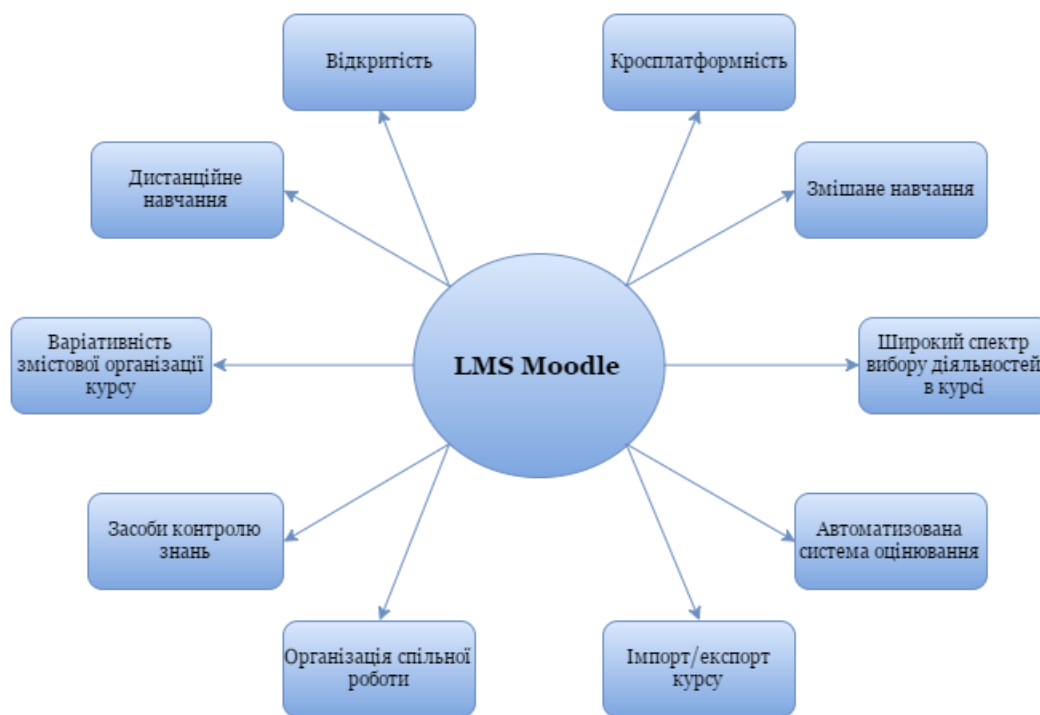 Відкритість
Кросплатформність
Дистанційне
навчання
Змішане навчання
Варіативність
змістової організації
курсу
LMS Moodle
Широкий спектр
вибору діяльностей
в курсі
Засоби контролю
знань
Автоматизована
система оцінювання
Організація спільної
роботи
Імпорт/експорт
курсу